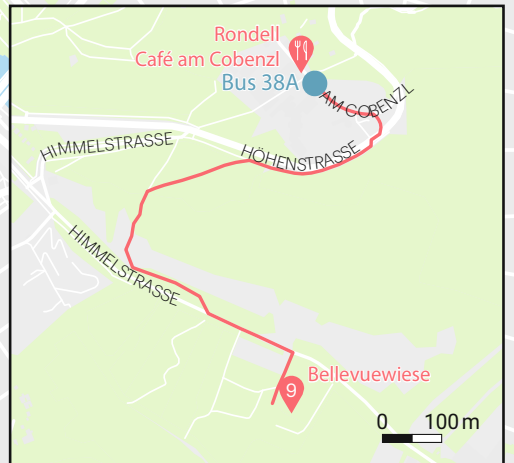 Rondell
Café am Cobenzl
Bus 38A
AM COBENZL
HIMMELSTRASSE
HÖHENSTRASSE
HIMMELSTRASSE
Bellevuewiese
9
0 100 m